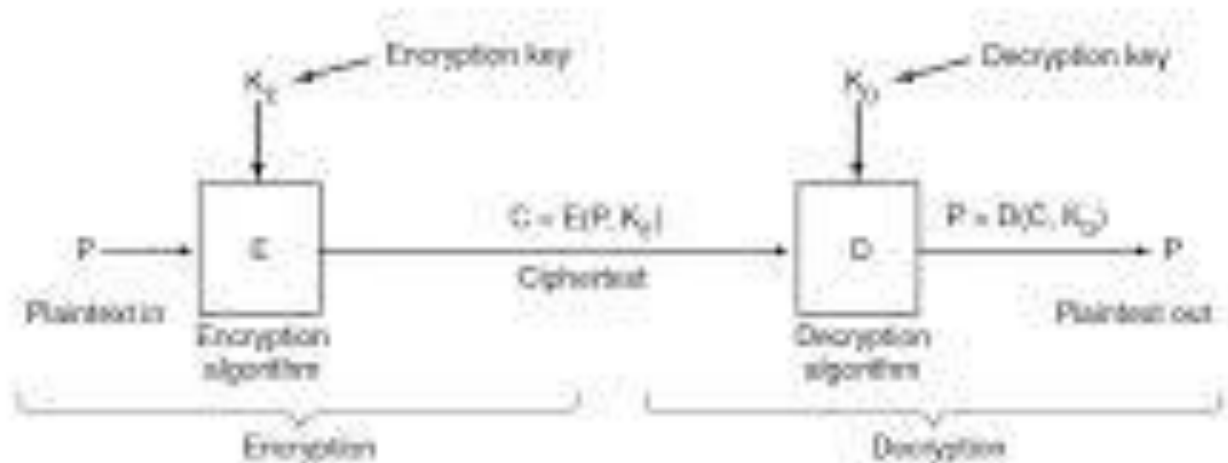 Encryption key
Decryption key
K_E
K_D
C = E(P, K_E)
P = D(C, K_D)
P
E
D
P
Ciphertext
Plaintext in
Plaintext out
Encryption
algorithm
Decryption
algorithm
Encryption
Decryption